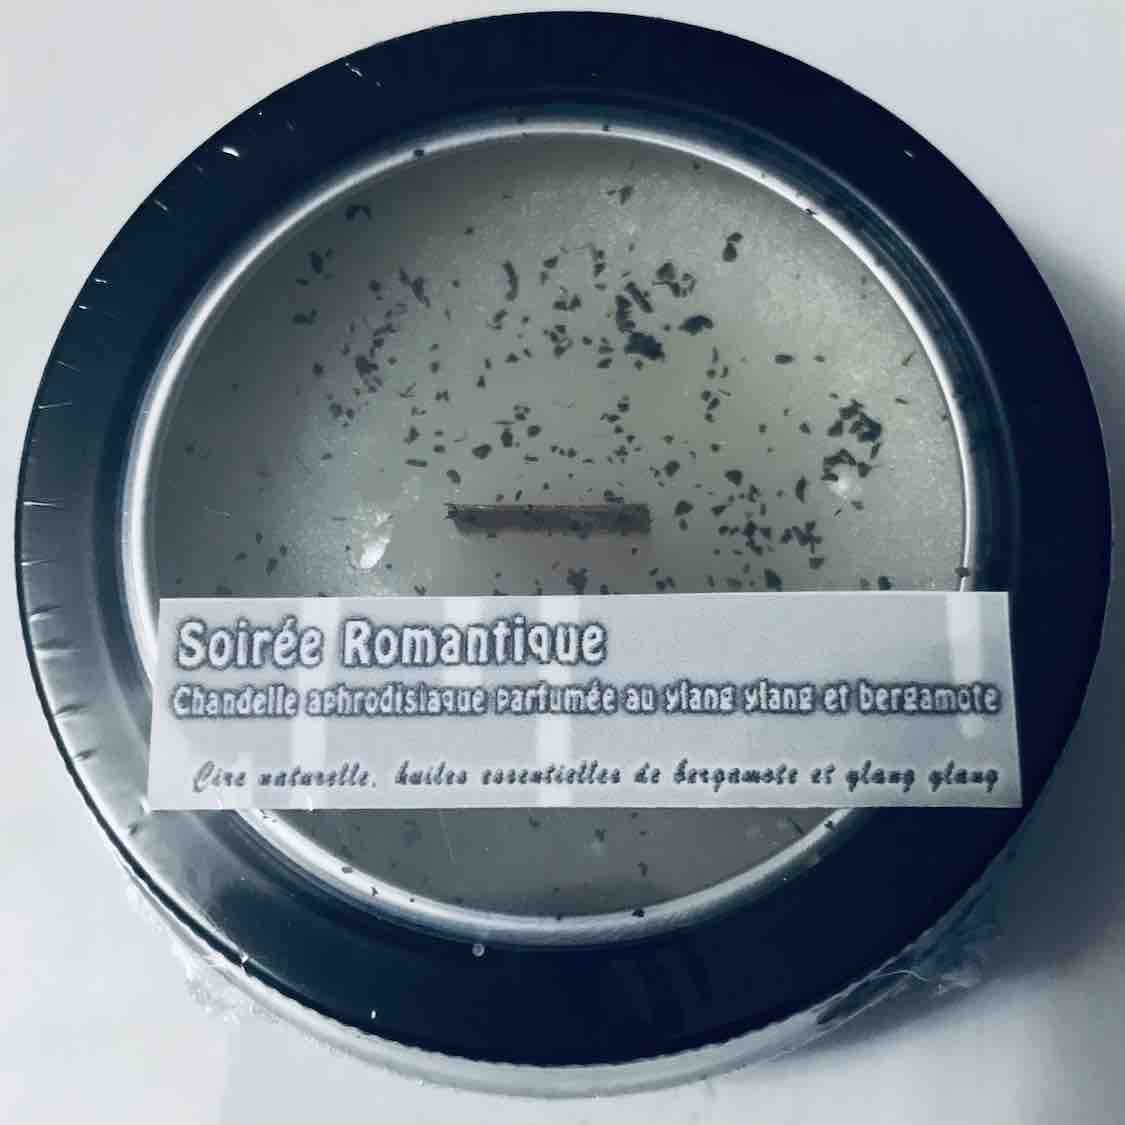 Soirée Romantique
Chandelle aphrodisiaque parfumée au ylang ylang et bergamote
Cire naturelle, huiles essentielles de bergamote et ylang ylang